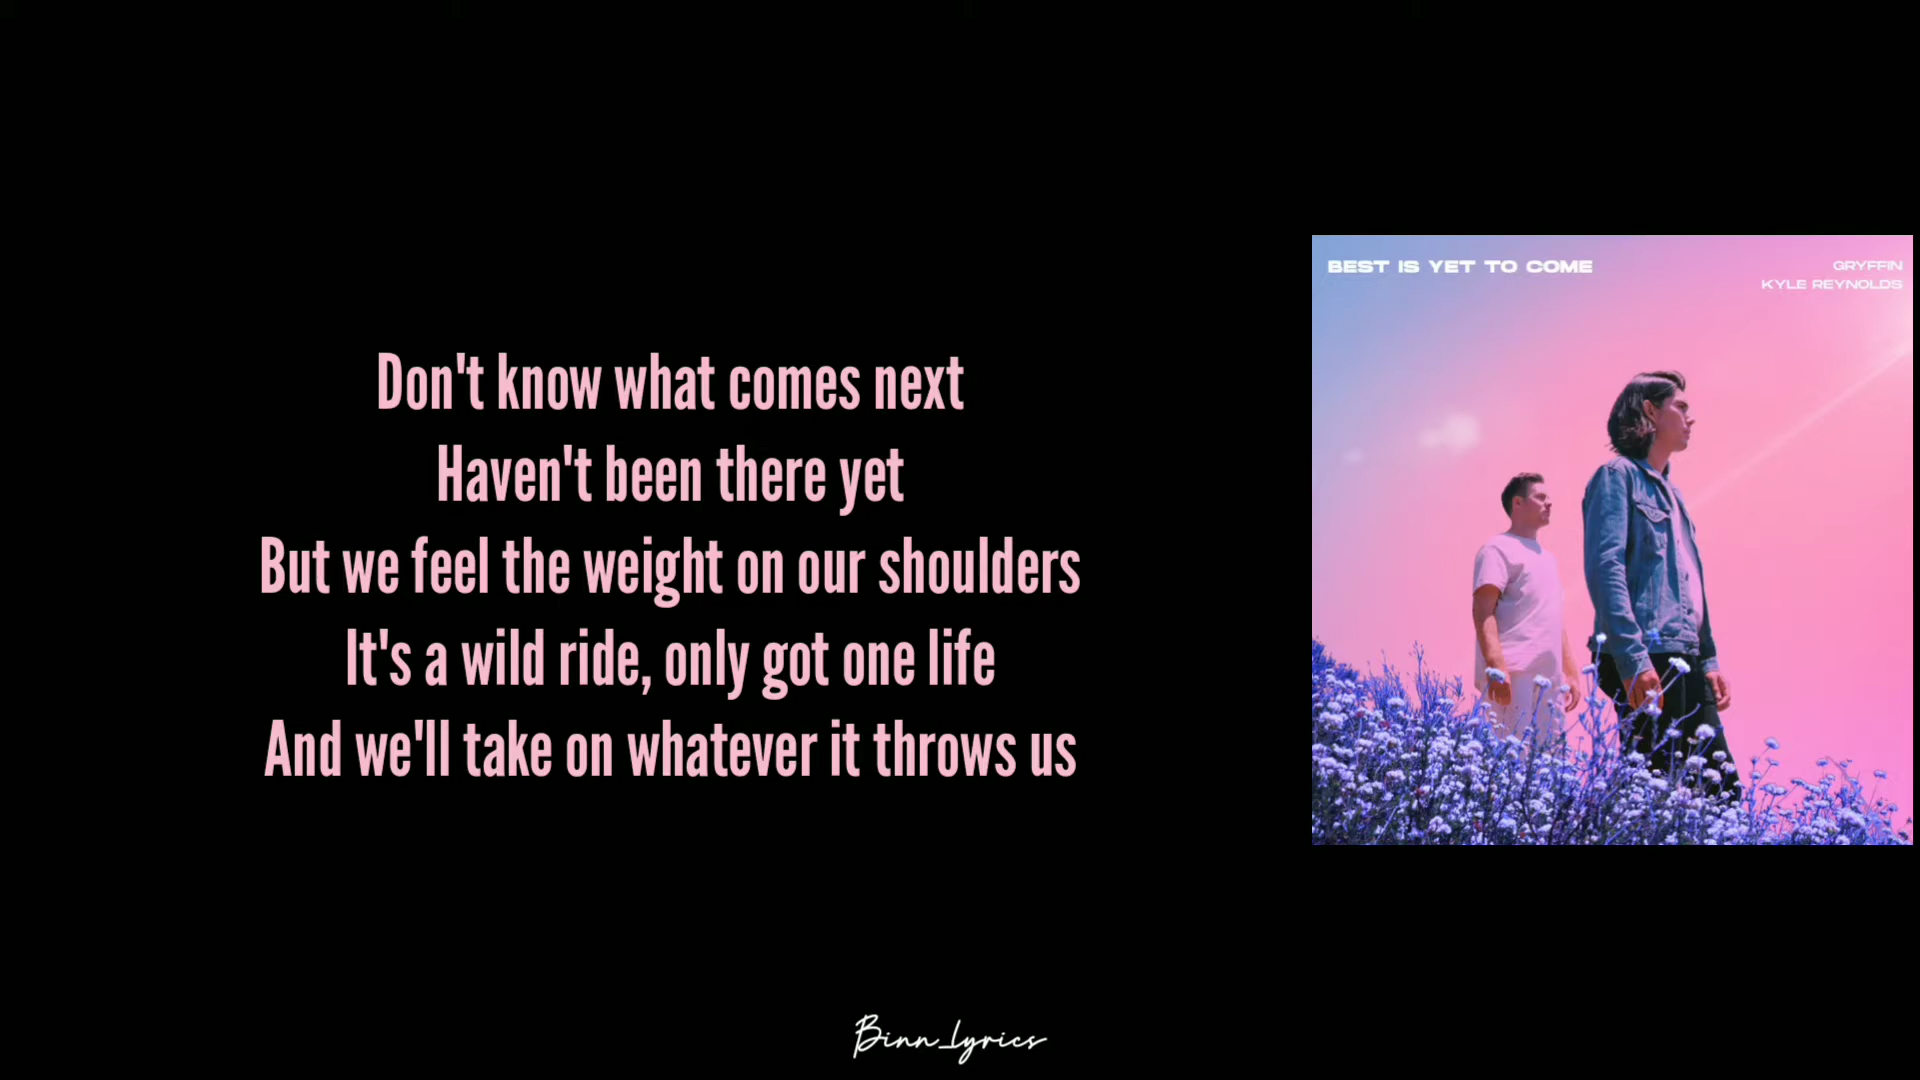 Don't know what comes next
Haven't been there yet
But we feel the weight on our shoulders
It's a wild ride, only got one life
And we'll take on whatever it throws us
BEST IS YET TO COME
GRYFFIN
KYLE REYNOLDS
Binn_lyrics